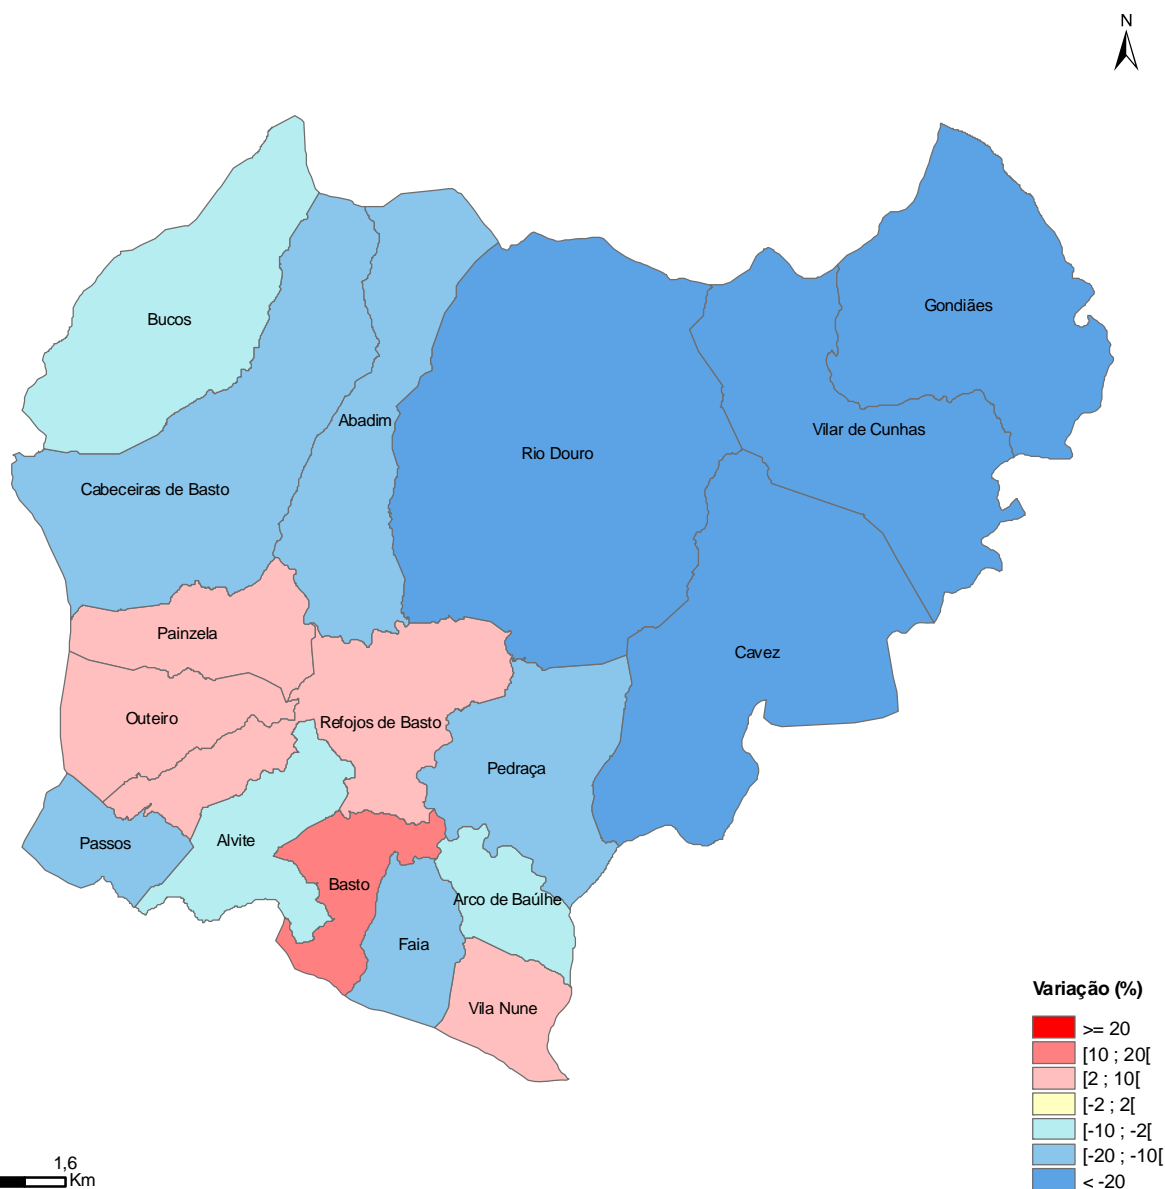 N
Bucos
Gondiães
Abadim
Vilar de Cunhas
Rio Douro
Cabeceiras de Basto
Painzela
Cavez
Outeiro
Refojos de Basto
Pedraça
Passos
Alvite
Basto
Arco de Baúlhe
Faia
Vila Nune
Variação (%)
>= 20
[10 ; 20[
[2 ; 10[
[-2 ; 2[
[-10 ; -2[
[-20 ; -10[
< -20
1,6
Km